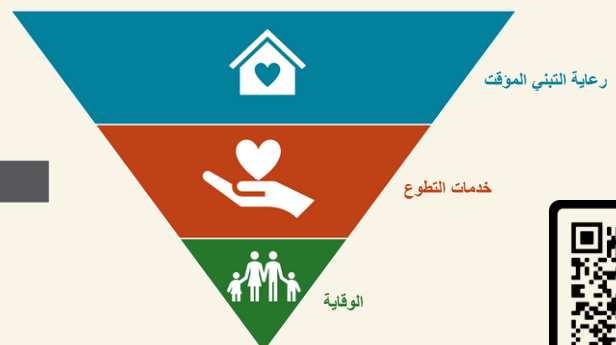 رعاية التبني المؤقت
خدمات التطوع
الوقاية